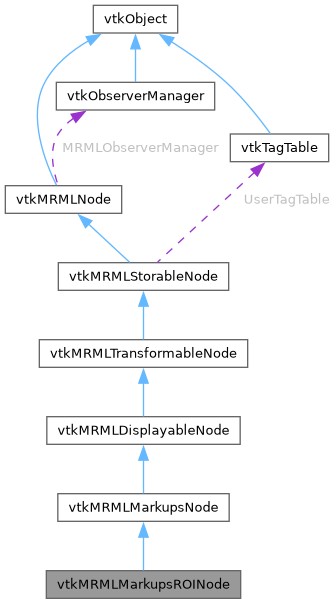 vtkObject
vtkObserverManager
MRMLObserverManager
vtkTagTable
vtkMRMLNode
UserTagTable
vtkMRMLStorableNode
vtkMRMLTransformableNode
vtkMRMLDisplayableNode
vtkMRMLMarkupsNode
vtkMRMLMarkupsROINode